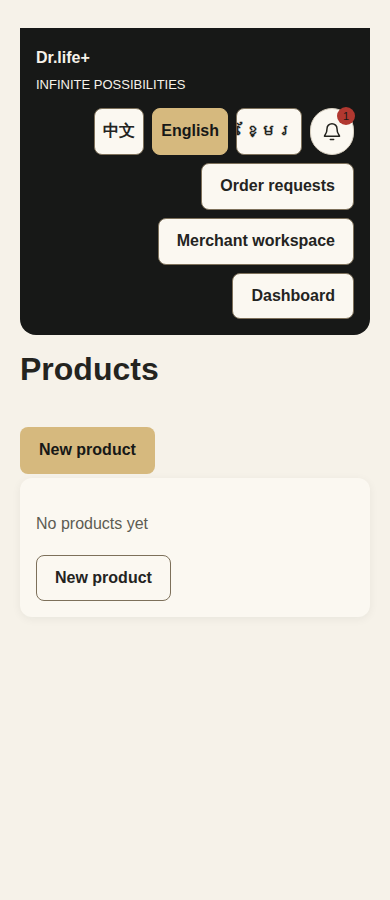 Dr.life+
INFINITE POSSIBILITIES
中文 English ខ្មែរ 1
Order requests
Merchant workspace
Dashboard
Products
New product
No products yet
New product